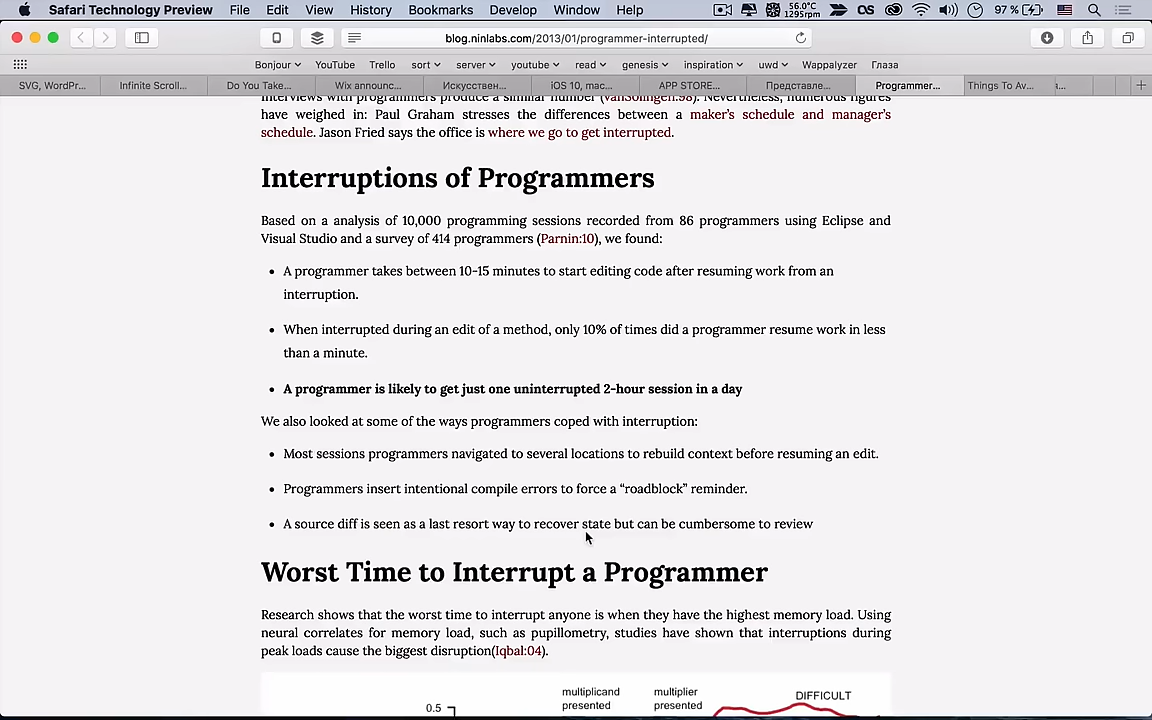 Safari Technology Preview File Edit View History Bookmarks Develop Window Help 56.0°C 1295rpm 97 %
blog.ninlabs.com/2013/01/programmer-interrupted/
Bonjour YouTube Trello sort server youtube read genesis inspiration uwd Wappalyzer Глаза
SVG, WordPr... Infinite Scroll... Do You Take... Wix announc... Искусственн... iOS 10, mac... APP STORE... Представле... Programmer... Things To Av...
interviews with programmers produce a similar number (vanSolingen:98). Nevertheless, numerous figures
have weighed in: Paul Graham stresses the differences between a maker's schedule and manager's
schedule. Jason Fried says the office is where we go to get interrupted.
Interruptions of Programmers
Based on a analysis of 10,000 programming sessions recorded from 86 programmers using Eclipse and
Visual Studio and a survey of 414 programmers (Parnin:10), we found:
• A programmer takes between 10-15 minutes to start editing code after resuming work from an
interruption.
• When interrupted during an edit of a method, only 10% of times did a programmer resume work in less
than a minute.
• A programmer is likely to get just one uninterrupted 2-hour session in a day
We also looked at some of the ways programmers coped with interruption:
• Most sessions programmers navigated to several locations to rebuild context before resuming an edit.
• Programmers insert intentional compile errors to force a “roadblock” reminder.
• A source diff is seen as a last resort way to recover state but can be cumbersome to review
Worst Time to Interrupt a Programmer
Research shows that the worst time to interrupt anyone is when they have the highest memory load. Using
neural correlates for memory load, such as pupillometry, studies have shown that interruptions during
peak loads cause the biggest disruption(Iqbal:04).
multiplicand multiplier DIFFICULT
presented presented
0.5